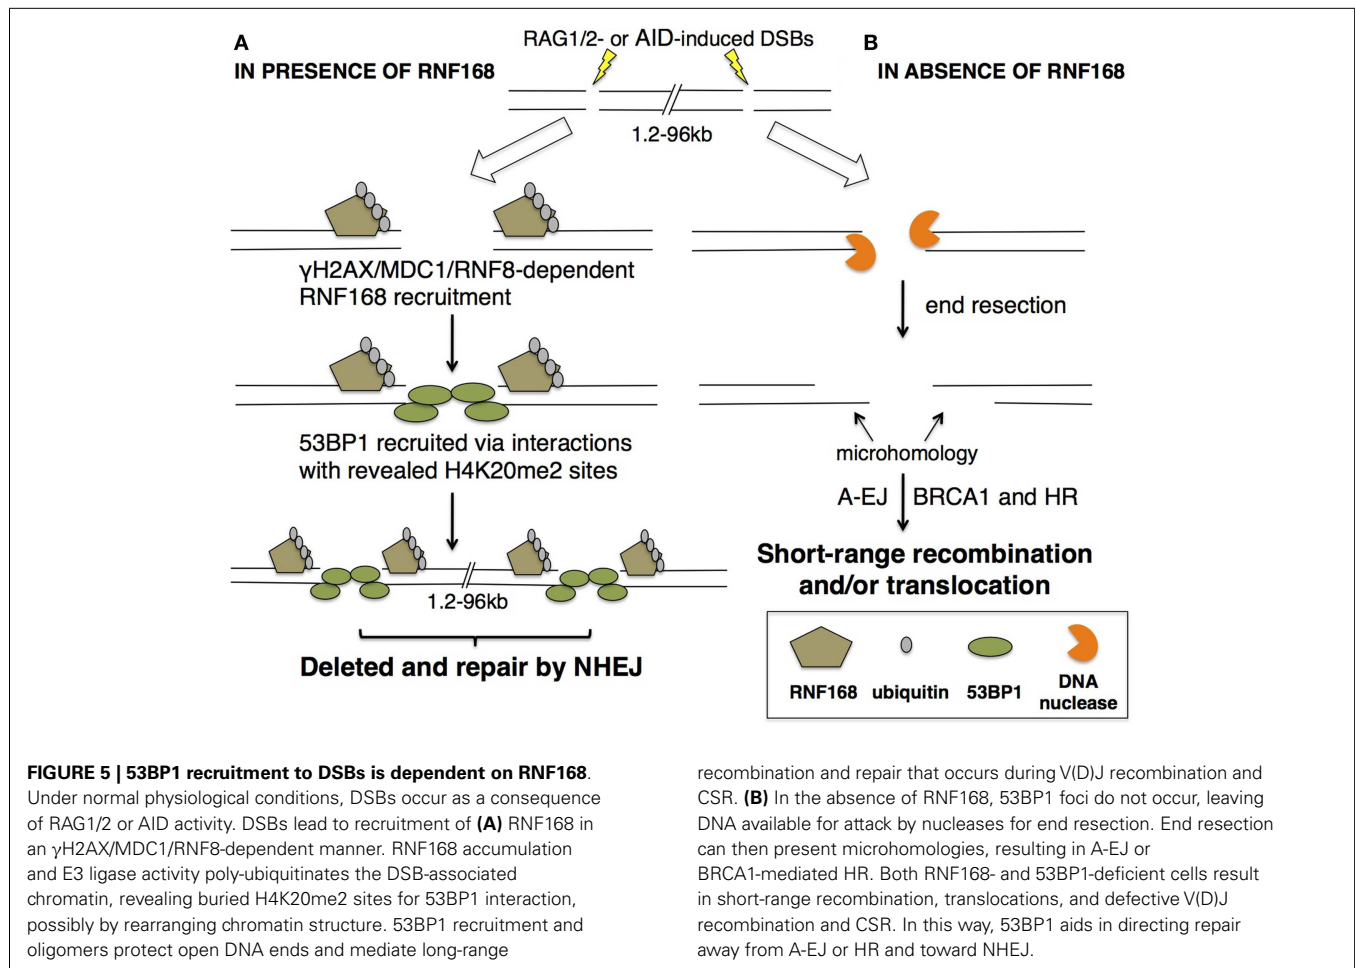 A
IN PRESENCE OF RNF168
RAG1/2- or AID-induced DSBs
B
IN ABSENCE OF RNF168
1.2-96kb
γH2AX/MDC1/RNF8-dependent
RNF168 recruitment
53BP1 recruited via interactions
with revealed H4K20me2 sites
1.2-96kb
Deleted and repair by NHEJ
end resection
microhomology
A-EJ
BRCA1 and HR
Short-range recombination
and/or translocation
RNF168
ubiquitin
53BP1
DNA
nuclease
FIGURE 5 | 53BP1 recruitment to DSBs is dependent on RNF168.
Under normal physiological conditions, DSBs occur as a consequence
of RAG1/2 or AID activity. DSBs lead to recruitment of (A) RNF168 in
an γH2AX/MDC1/RNF8-dependent manner. RNF168 accumulation
and E3 ligase activity poly-ubiquitinates the DSB-associated
chromatin, revealing buried H4K20me2 sites for 53BP1 interaction,
possibly by rearranging chromatin structure. 53BP1 recruitment and
oligomers protect open DNA ends and mediate long-range
recombination and repair that occurs during V(D)J recombination and
CSR. (B) In the absence of RNF168, 53BP1 foci do not occur, leaving
DNA available for attack by nucleases for end resection. End resection
can then present microhomologies, resulting in A-EJ or
BRCA1-mediated HR. Both RNF168- and 53BP1-deficient cells result
in short-range recombination, translocations, and defective V(D)J
recombination and CSR. In this way, 53BP1 aids in directing repair
away from A-EJ or HR and toward NHEJ.